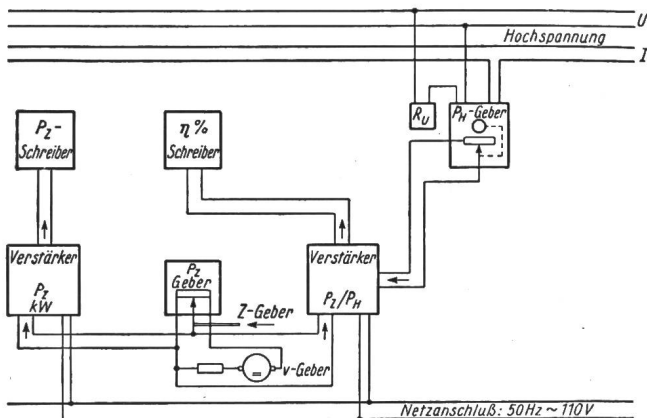 U
Hochspannung
I
R_U
P_H-Geber
P_Z-
Schreiber
η%
Schreiber
Verstärker
P_Z
kW
P_Z
Geber
Verstärker
P_Z/P_H
Z-Geber
v-Geber
=
Netzanschluß: 50Hz ~ 110V